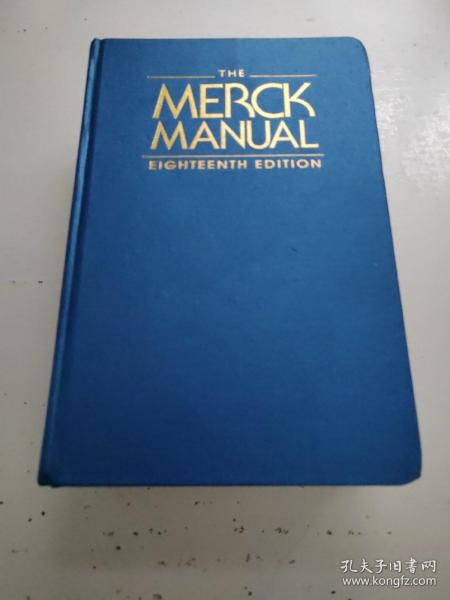 THE
MERCK
MANUAL
EIGHTEENTH EDITION
孔夫子旧书网
www.kongfz.com